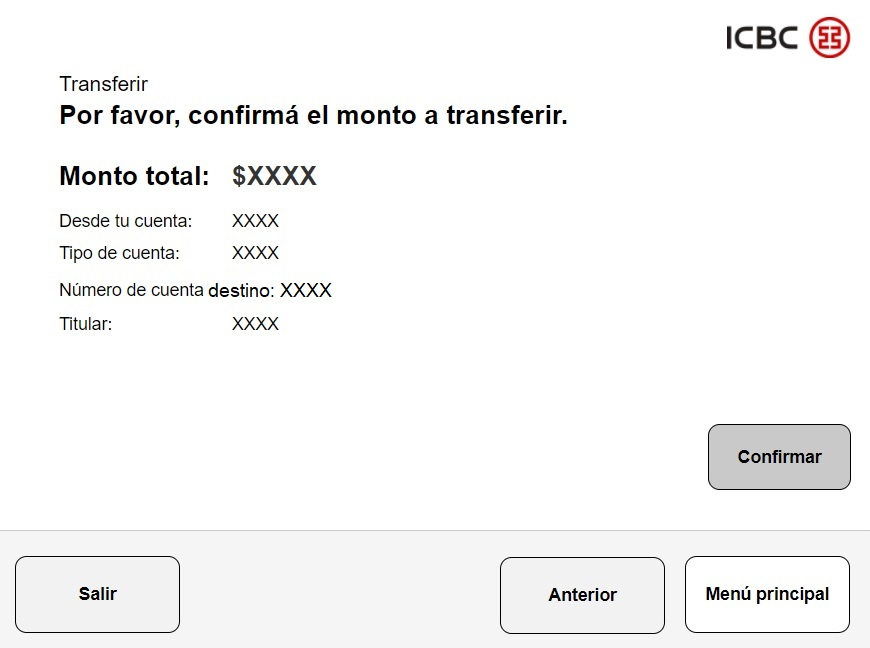 ICBC
Transferir
Por favor, confirmá el monto a transferir.
Monto total: $XXXX
Desde tu cuenta: XXXX
Tipo de cuenta: XXXX
Número de cuenta destino: XXXX
Titular: XXXX
Confirmar
Salir
Anterior
Menú principal